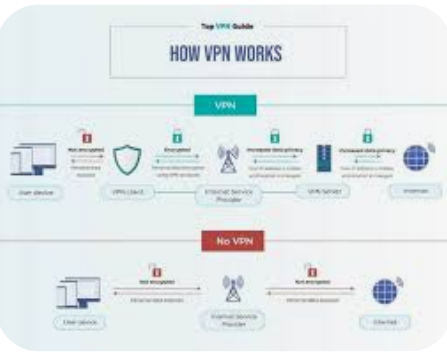 Top VPN Guide
HOW VPN WORKS
VPN
Not encrypted
Encrypted
Increased data privacy
Increased data privacy
User device
VPN client
Internet Service
Provider
VPN Server
Internet
No VPN
Not encrypted
Not encrypted
User device
Internet Service
Provider
Internet